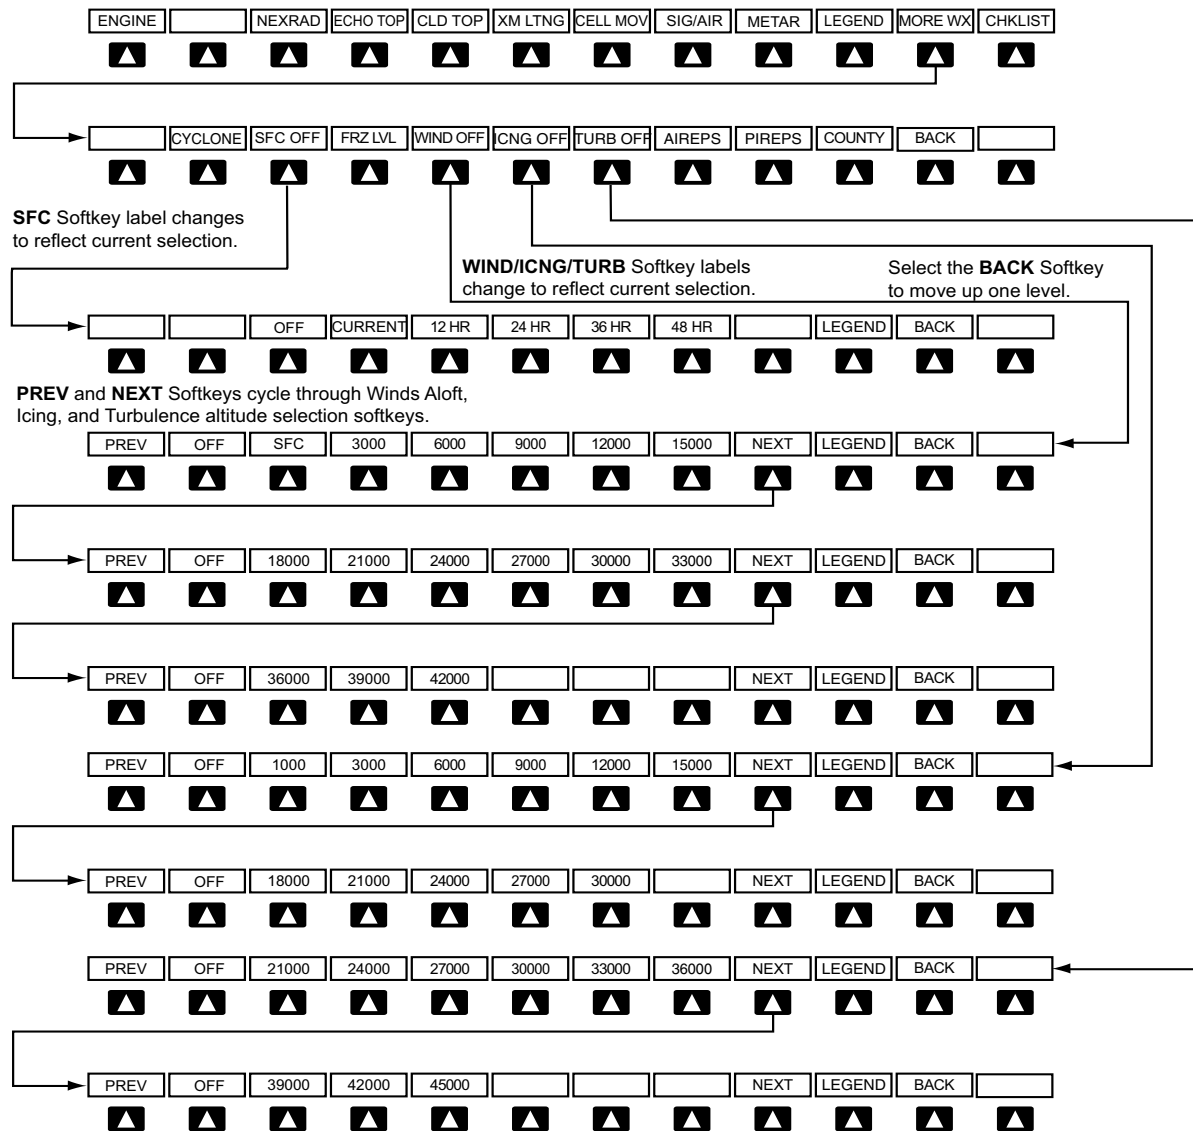 ENGINE NEXRAD ECHO TOP CLD TOP XM LTNG CELL MOV SIG/AIR METAR LEGEND MORE WX CHKLIST
CYCLONE SFC OFF FRZ LVL WIND OFF ICNG OFF TURB OFF AIREPS PIREPS COUNTY BACK
SFC Softkey label changes
to reflect current selection.
WIND/ICNG/TURB Softkey labels
change to reflect current selection.
Select the BACK Softkey
to move up one level.
OFF CURRENT 12 HR 24 HR 36 HR 48 HR LEGEND BACK
PREV and NEXT Softkeys cycle through Winds Aloft,
Icing, and Turbulence altitude selection softkeys.
PREV OFF SFC 3000 6000 9000 12000 15000 NEXT LEGEND BACK
PREV OFF 18000 21000 24000 27000 30000 33000 NEXT LEGEND BACK
PREV OFF 36000 39000 42000 NEXT LEGEND BACK
PREV OFF 1000 3000 6000 9000 12000 15000 NEXT LEGEND BACK
PREV OFF 18000 21000 24000 27000 30000 NEXT LEGEND BACK
PREV OFF 21000 24000 27000 30000 33000 36000 NEXT LEGEND BACK
PREV OFF 39000 42000 45000 NEXT LEGEND BACK